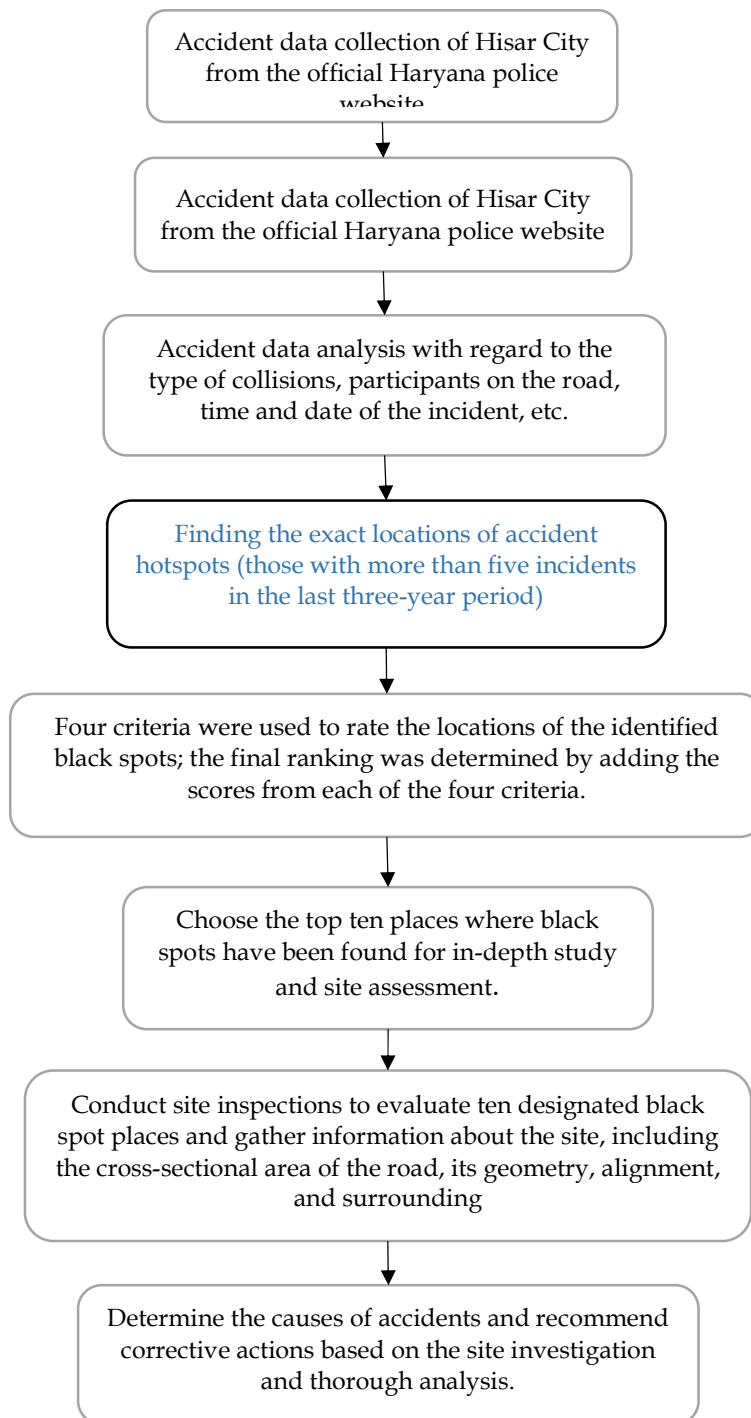 Accident data collection of Hisar City
from the official Haryana police
website
Accident data collection of Hisar City
from the official Haryana police website
Accident data analysis with regard to the
type of collisions, participants on the road,
time and date of the incident, etc.
Finding the exact locations of accident
hotspots (those with more than five incidents
in the last three-year period)
Four criteria were used to rate the locations of the identified
black spots; the final ranking was determined by adding the
scores from each of the four criteria.
Choose the top ten places where black
spots have been found for in-depth study
and site assessment.
Conduct site inspections to evaluate ten designated black
spot places and gather information about the site, including
the cross-sectional area of the road, its geometry, alignment,
and surrounding
Determine the causes of accidents and recommend
corrective actions based on the site investigation
and thorough analysis.